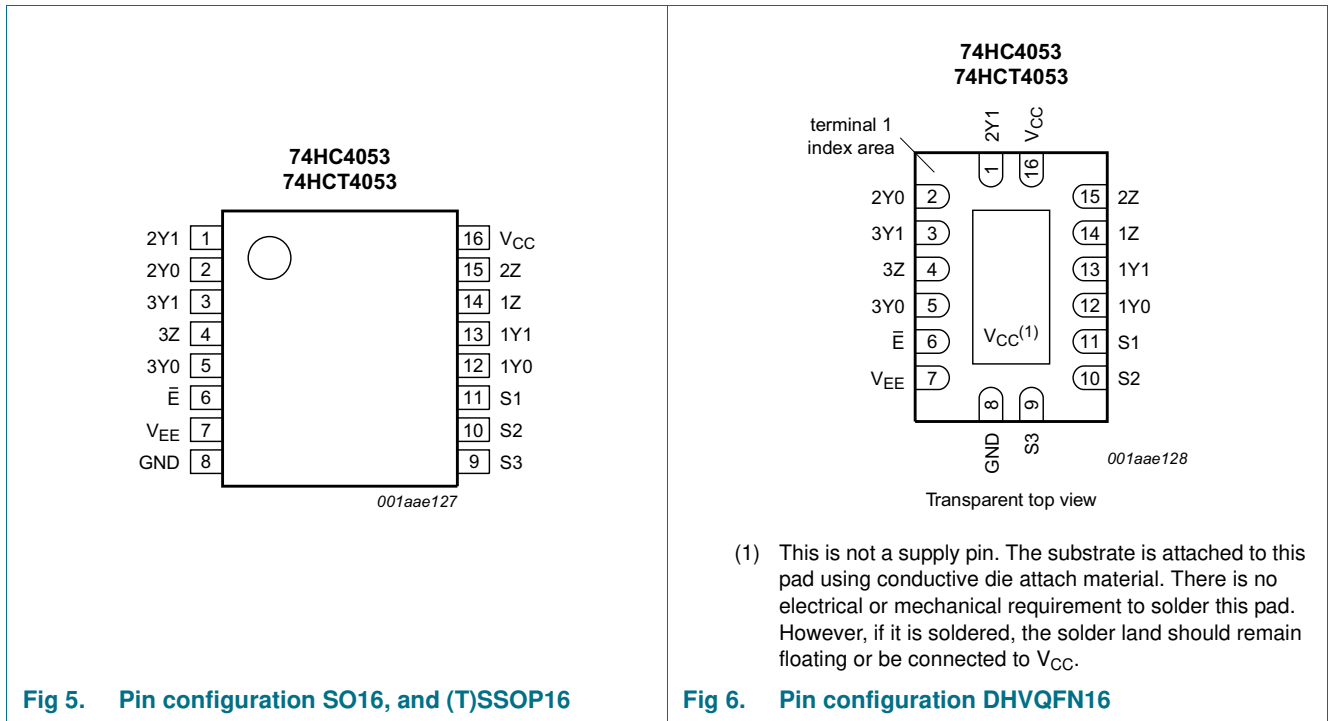 74HC4053
74HCT4053
2Y1 1
2Y0 2
3Y1 3
3Z 4
3Y0 5
E̅ 6
VEE 7
GND 8
16 VCC
15 2Z
14 1Z
13 1Y1
12 1Y0
11 S1
10 S2
9 S3
001aae127
Fig 5. Pin configuration SO16, and (T)SSOP16
74HC4053
74HCT4053
terminal 1
index area
2Y1
VCC
1
16
2Y0 2
3Y1 3
3Z 4
3Y0 5
E̅ 6
VEE 7
15 2Z
14 1Z
13 1Y1
12 1Y0
11 S1
10 S2
VCC(1)
8
9
GND
S3
001aae128
Transparent top view
(1) This is not a supply pin. The substrate is attached to this
pad using conductive die attach material. There is no
electrical or mechanical requirement to solder this pad.
However, if it is soldered, the solder land should remain
floating or be connected to VCC.
Fig 6. Pin configuration DHVQFN16